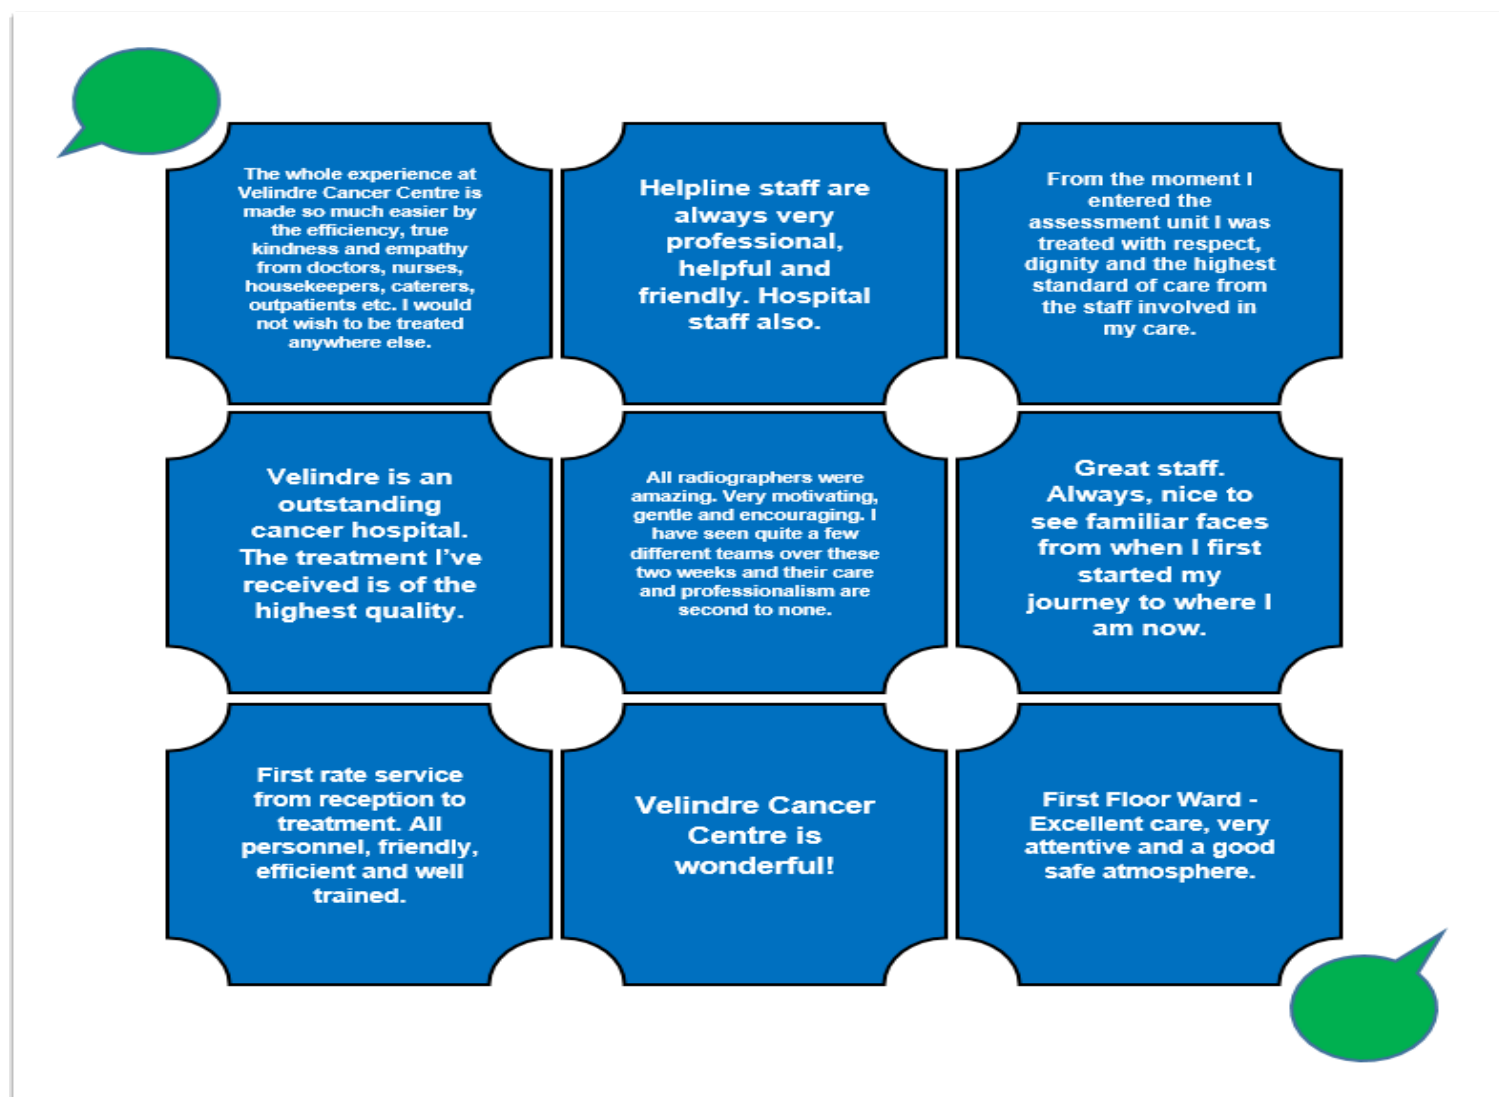 The whole experience at
Velindre Cancer Centre is
made so much easier by
the efficiency, true
kindness and empathy
from doctors, nurses,
housekeepers, caterers,
outpatients etc. I would
not wish to be treated
anywhere else.
Helpline staff are
always very
professional,
helpful and
friendly. Hospital
staff also.
From the moment I
entered the
assessment unit I was
treated with respect,
dignity and the highest
standard of care from
the staff involved in
my care.
Velindre is an
outstanding
cancer hospital.
The treatment I’ve
received is of the
highest quality.
All radiographers were
amazing. Very motivating,
gentle and encouraging. I
have seen quite a few
different teams over these
two weeks and their care
and professionalism are
second to none.
Great staff.
Always, nice to
see familiar faces
from when I first
started my
journey to where I
am now.
First rate service
from reception to
treatment. All
personnel, friendly,
efficient and well
trained.
Velindre Cancer
Centre is
wonderful!
First Floor Ward -
Excellent care, very
attentive and a good
safe atmosphere.